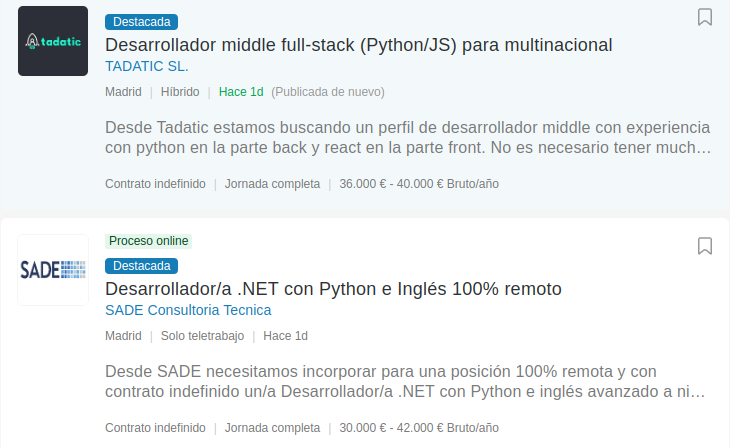 tadatic
Destacada
Desarrollador middle full-stack (Python/JS) para multinacional
TADATIC SL.
Madrid | Híbrido | Hace 1d (Publicada de nuevo)
Desde Tadatic estamos buscando un perfil de desarrollador middle con experiencia
con python en la parte back y react en la parte front. No es necesario tener much…
Contrato indefinido | Jornada completa | 36.000 € - 40.000 € Bruto/año
Proceso online
SADE
Destacada
Desarrollador/a .NET con Python e Inglés 100% remoto
SADE Consultoria Tecnica
Madrid | Solo teletrabajo | Hace 1d
Desde SADE necesitamos incorporar para una posición 100% remota y con
contrato indefinido un/a Desarrollador/a .NET con Python e inglés avanzado a ni…
Contrato indefinido | Jornada completa | 30.000 € - 42.000 € Bruto/año